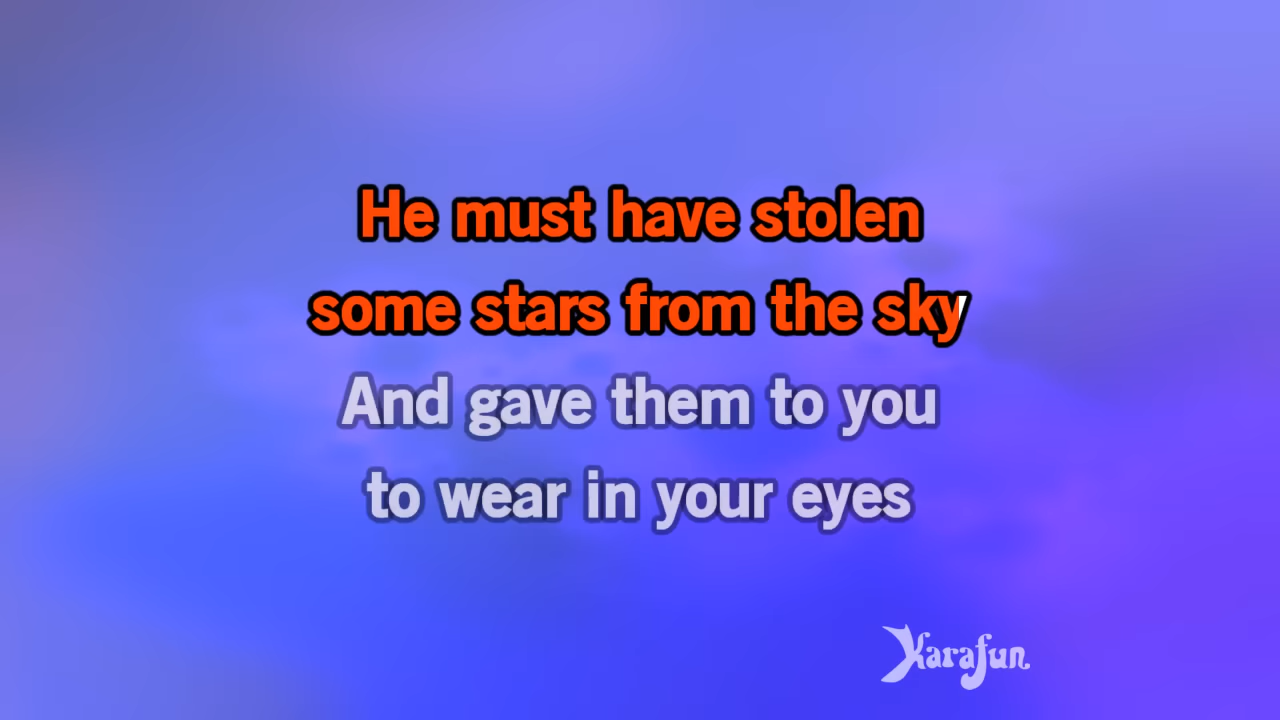 He must have stolen
some stars from the sky
And gave them to you
to wear in your eyes
Karafun